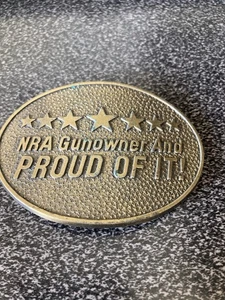 NRA Gunowner And
PROUD OF IT!